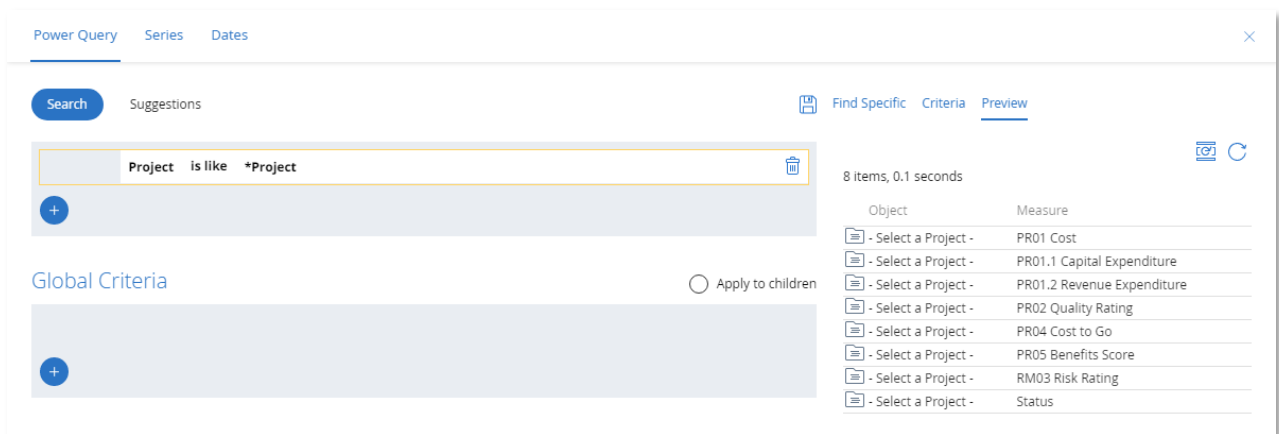 Power Query Series Dates
Search Suggestions
Find Specific Criteria Preview
Project is like *Project
8 items, 0.1 seconds
Object Measure
- Select a Project - PR01 Cost
- Select a Project - PR01.1 Capital Expenditure
- Select a Project - PR01.2 Revenue Expenditure
- Select a Project - PR02 Quality Rating
- Select a Project - PR04 Cost to Go
- Select a Project - PR05 Benefits Score
- Select a Project - RM03 Risk Rating
- Select a Project - Status
Global Criteria
Apply to children